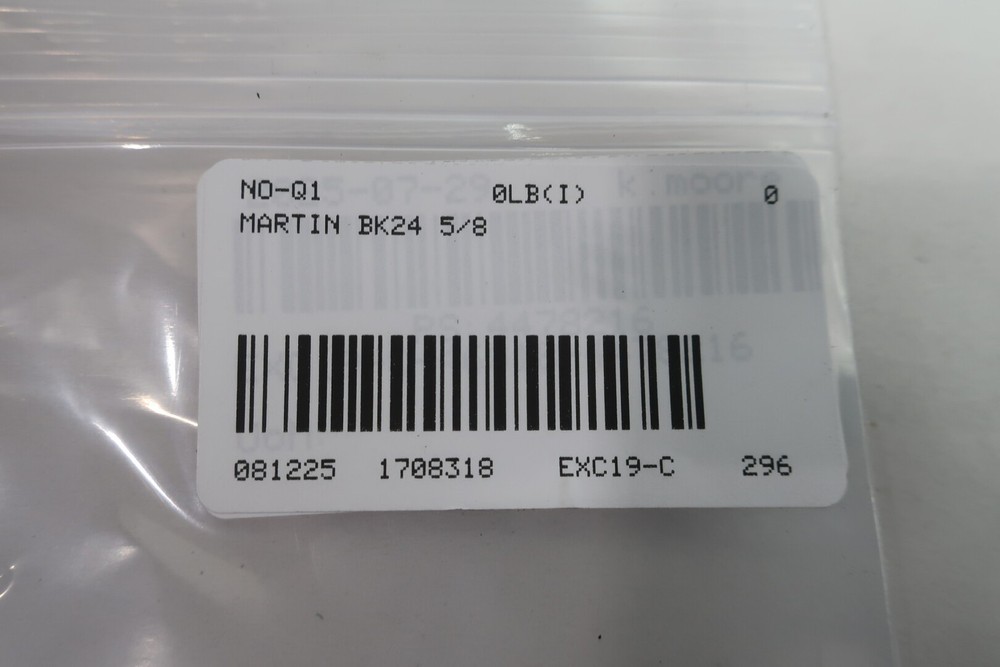 NO-Q1 0LB(I) 0
MARTIN BK24 5/8
081225 1708318 EXC19-C 296